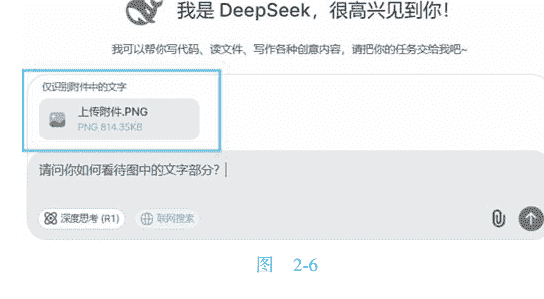 我是 DeepSeek，很高兴见到你！
我可以帮你写代码、读文件、写作各种创意内容，请把你的任务交给我吧~
仅识别附件中的文字
上传附件.PNG
PNG 814.35KB
请问你如何看待图中的文字部分？
深度思考 (R1) 联网搜索
图 2-6